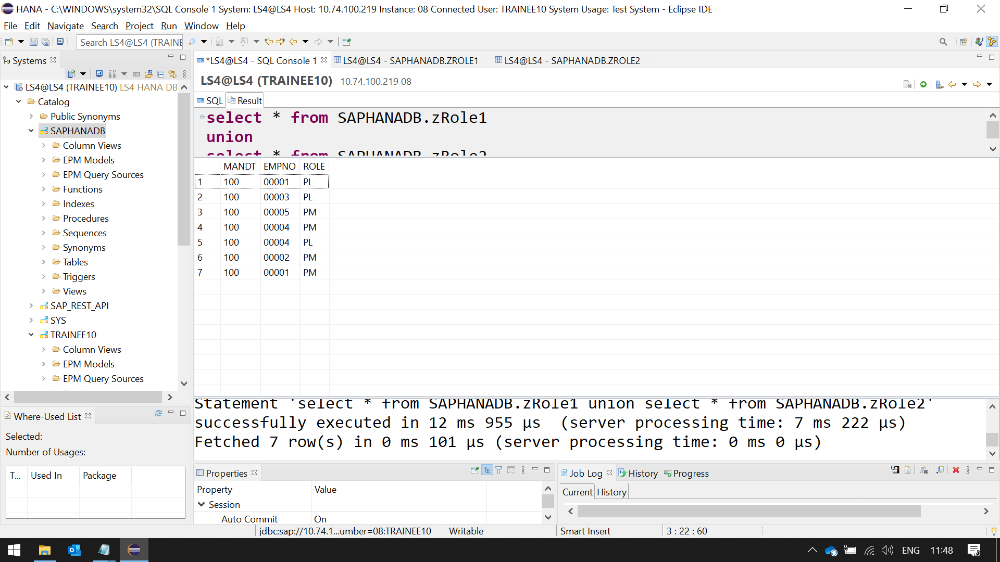 HANA - C:\WINDOWS\system32\SQL Console 1 System: LS4@LS4 Host: 10.74.100.219 Instance: 08 Connected User: TRAINEE10 System Usage: Test System - Eclipse IDE
File Edit Navigate Search Project Run Window Help
Search LS4@LS4 (TRAINE
Systems
LS4@LS4 (TRAINEE10) LS4 HANA DB
Catalog
Public Synonyms
SAPHANADB
Column Views
EPM Models
EPM Query Sources
Functions
Indexes
Procedures
Sequences
Synonyms
Tables
Triggers
Views
SAP_REST_API
SYS
TRAINEE10
Column Views
EPM Models
EPM Query Sources
*LS4@LS4 - SQL Console 1 LS4@LS4 - SAPHANADB.ZROLE1 LS4@LS4 - SAPHANADB.ZROLE2
LS4@LS4 (TRAINEE10) 10.74.100.219 08
SQL Result
select * from SAPHANADB.zRole1
union
select * from SAPHANADB.zRole2
MANDT EMPNO ROLE
1 100 00001 PL
2 100 00003 PL
3 100 00005 PM
4 100 00004 PM
5 100 00004 PL
6 100 00002 PM
7 100 00001 PM
Statement 'select * from SAPHANADB.zRole1 union select * from SAPHANADB.zRole2'
successfully executed in 12 ms 955 µs (server processing time: 7 ms 222 µs)
Fetched 7 row(s) in 0 ms 101 µs (server processing time: 0 ms 0 µs)
Where-Used List
Selected:
Number of Usages:
T... Used In Package
Properties
Property Value
Session
Auto Commit On
Job Log History Progress
Current History
jdbc:sap://10.74.1...umber=08:TRAINEE10 Writable Smart Insert 3 : 22 : 60
ENG 11:48